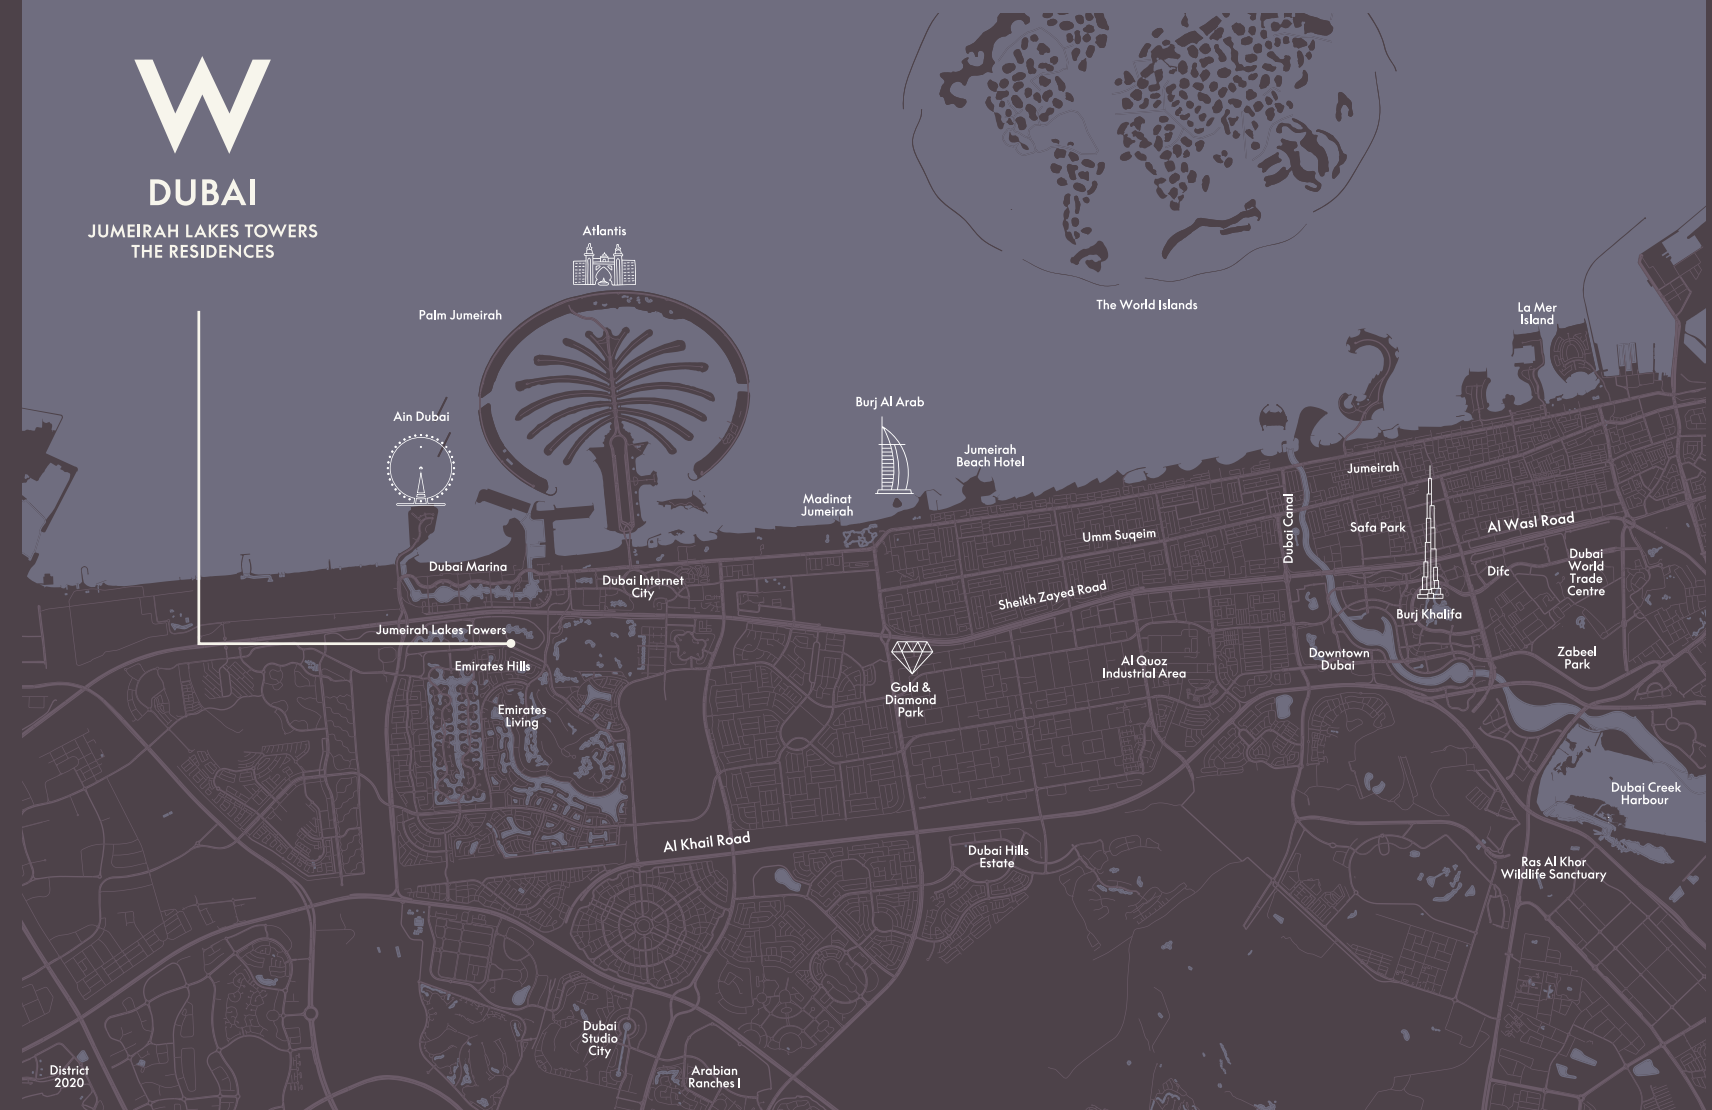 W
DUBAI
JUMEIRAH LAKES TOWERS
THE RESIDENCES
Atlantis
Palm Jumeirah
The World Islands
La Mer
Island
Ain Dubai
Burj Al Arab
Jumeirah
Beach Hotel
Madinat
Jumeirah
Jumeirah
Dubai Canal
Safa Park
Al Wasl Road
Umm Suqeim
Dubai
World
Trade
Centre
Difc
Dubai Marina
Dubai Internet
City
Sheikh Zayed Road
Burj Khalifa
Jumeirah Lakes Towers
Emirates Hills
Gold &
Diamond
Park
Al Quoz
Industrial Area
Downtown
Dubai
Zabeel
Park
Emirates
Living
Dubai Creek
Harbour
Al Khail Road
Dubai Hills
Estate
Ras Al Khor
Wildlife Sanctuary
Dubai
Studio
City
District
2020
Arabian
Ranches I